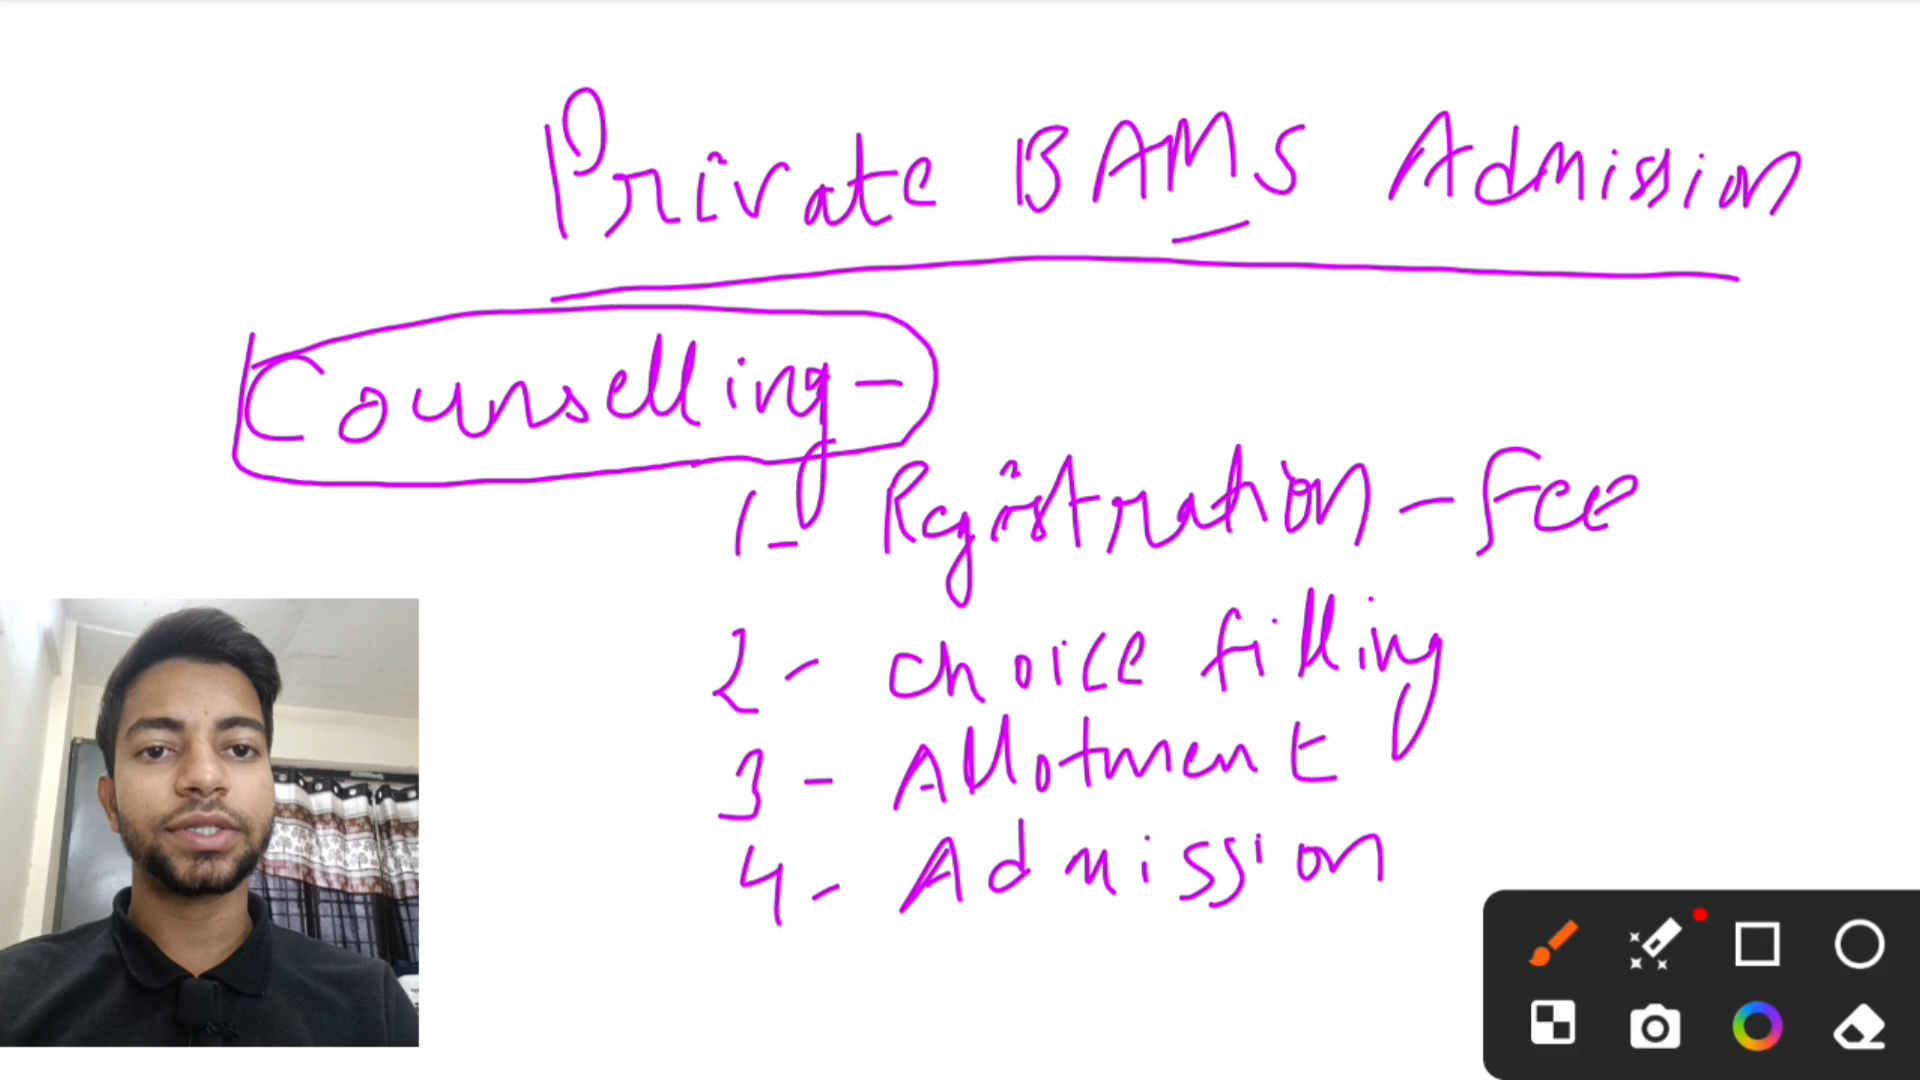 Private BAMS Admission
Counselling-
1- Registration - fee
2- choice filling
3- Allotment
4- Admission